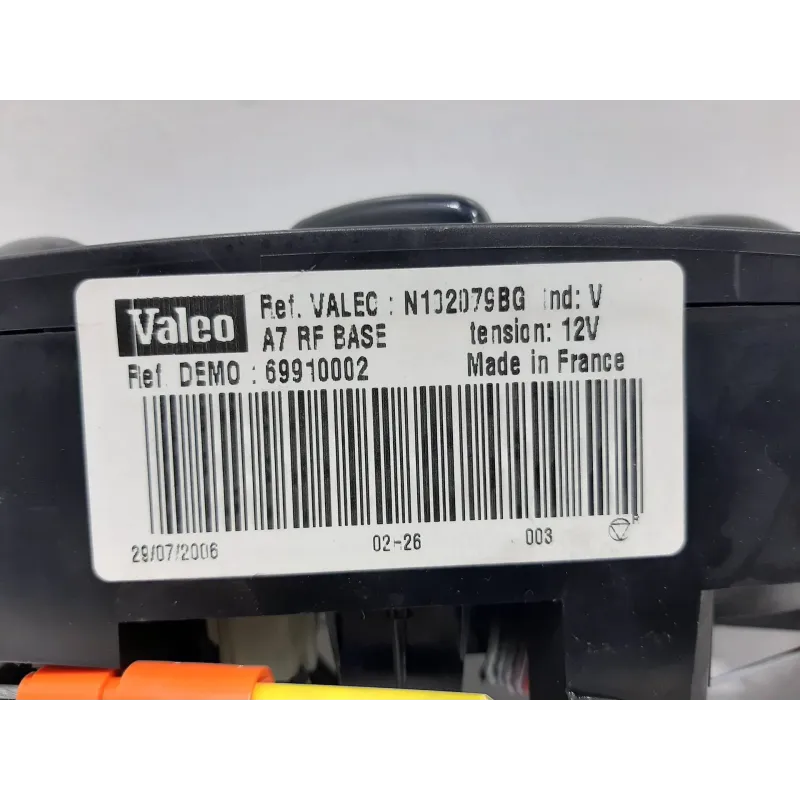 Valeo
Ref. VALEO : N102079BG ind: V
A7 RF BASE tension: 12V
Ref DEMO : 69910002 Made in France
29/07/2006 02-26 003
R